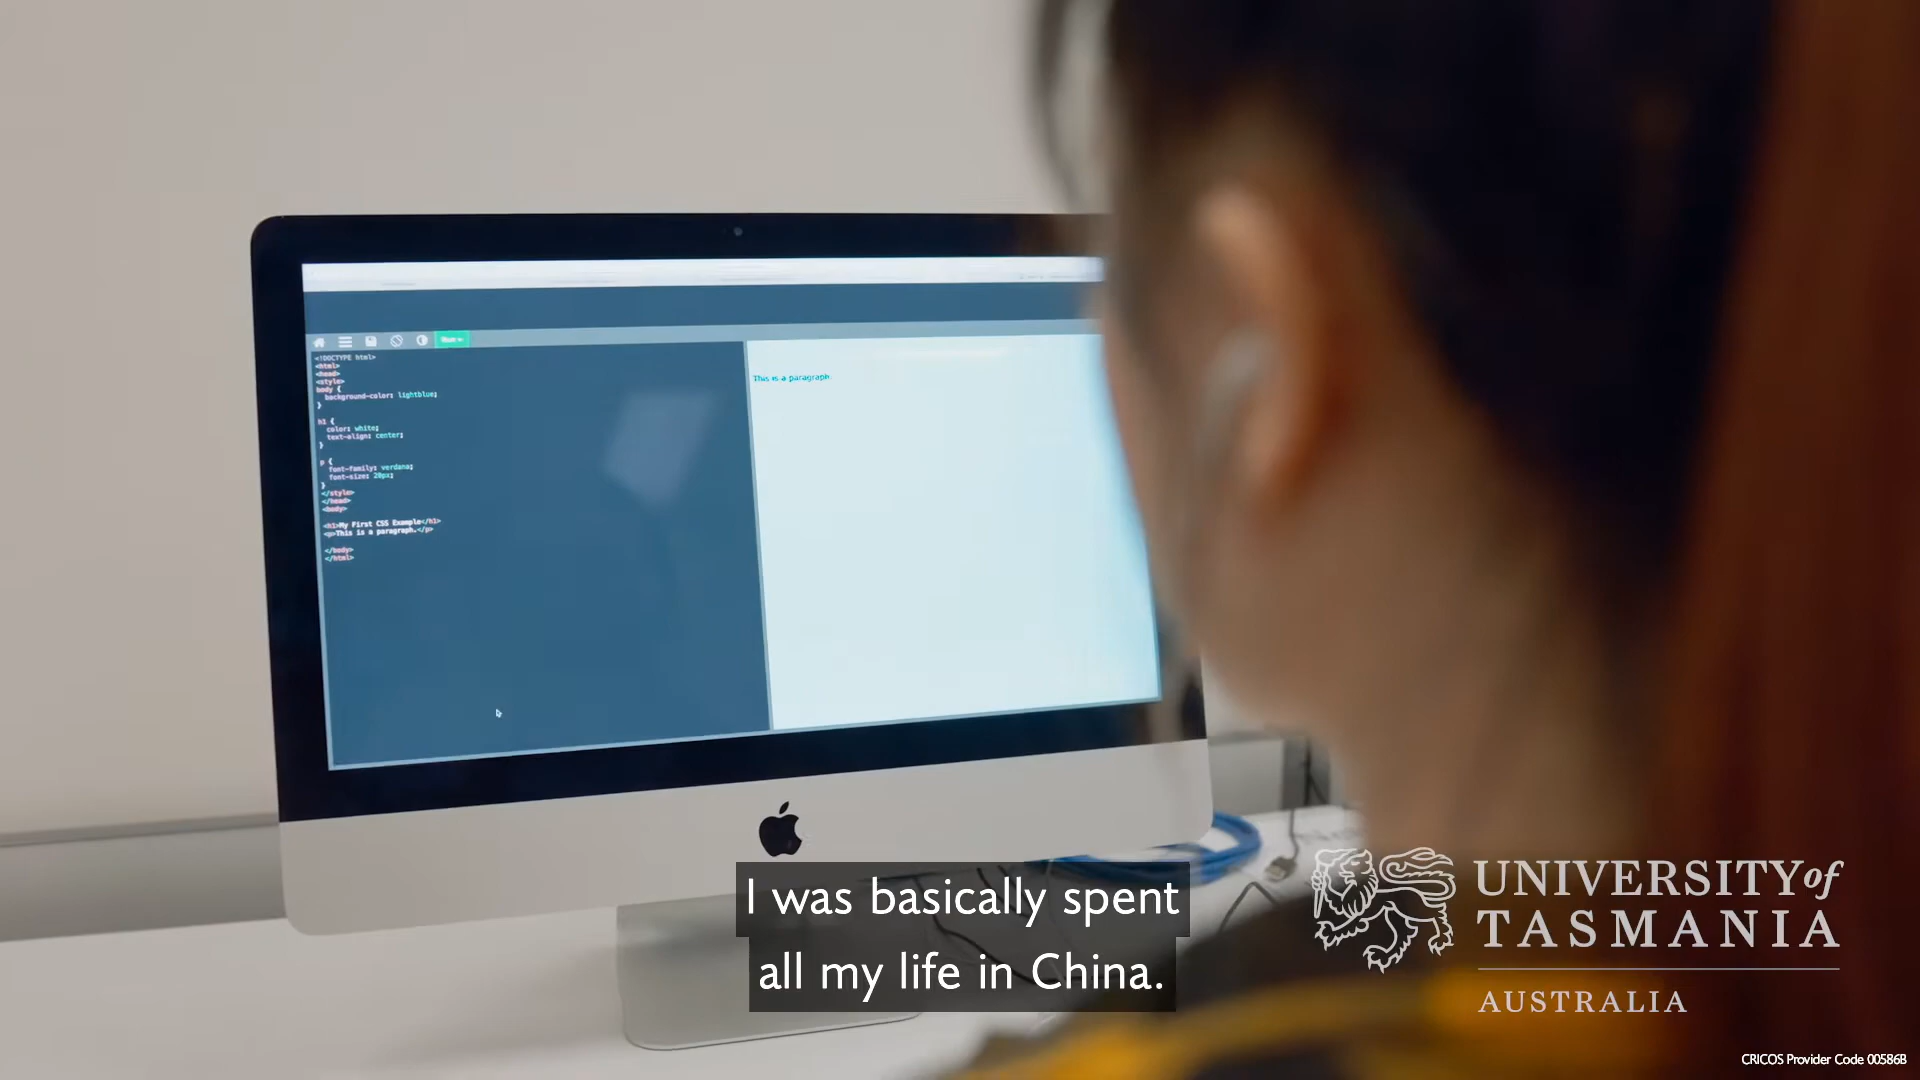 Run >
<!DOCTYPE html>
<html>
<head>
<style>
body {
background-color: lightblue;
}
h1 {
color: white;
text-align: center;
}
p {
font-family: verdana;
font-size: 20px;
}
</style>
</head>
<body>
<h1>My First CSS Example</h1>
<p>This is a paragraph.</p>
</body>
</html>
This is a paragraph.
I was basically spent
all my life in China.
UNIVERSITY of
TASMANIA
AUSTRALIA
CRICOS Provider Code 00586B